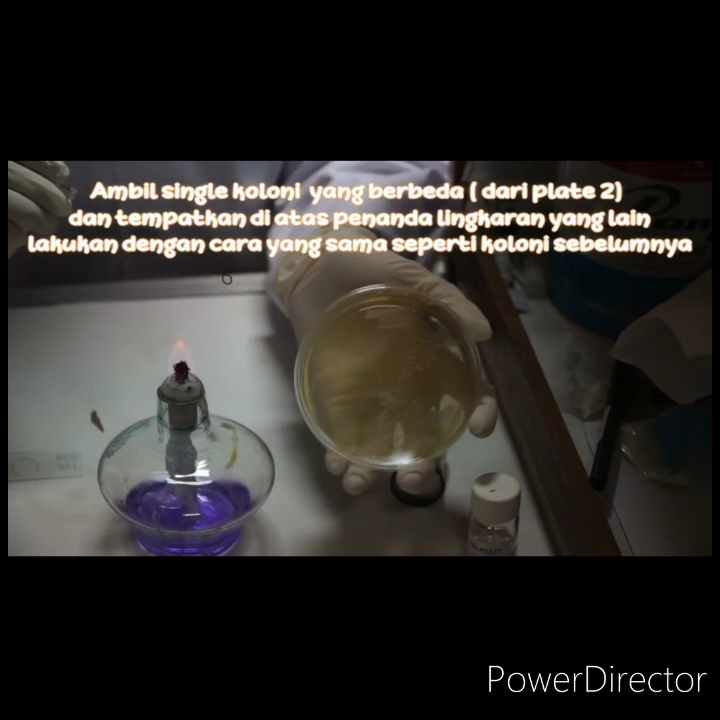 Ambil single koloni yang berbeda ( dari plate 2)
dan tempatkan di atas penanda lingkaran yang lain
lakukan dengan cara yang sama seperti koloni sebelumnya
PowerDirector